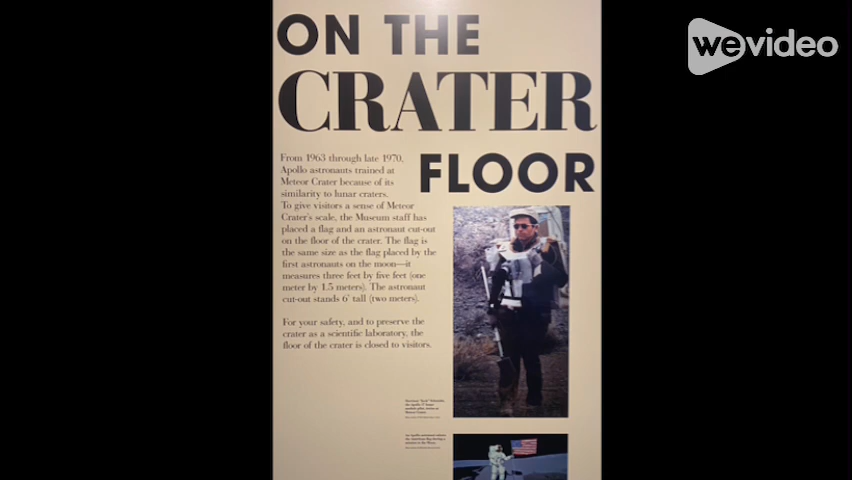 wevideo
ON THE
CRATER
FLOOR
From 1963 through late 1970,
Apollo astronauts trained at
Meteor Crater because of its
similarity to lunar craters.
To give visitors a sense of Meteor
Crater's scale, the Museum staff has
placed a flag and an astronaut cut-out
on the floor of the crater. The flag is
the same size as the flag placed by the
first astronauts on the moon—it
measures three feet by five feet (one
meter by 1.5 meters). The astronaut
cut-out stands 6' tall (two meters).
For your safety, and to preserve the
crater as a scientific laboratory, the
floor of the crater is closed to visitors.